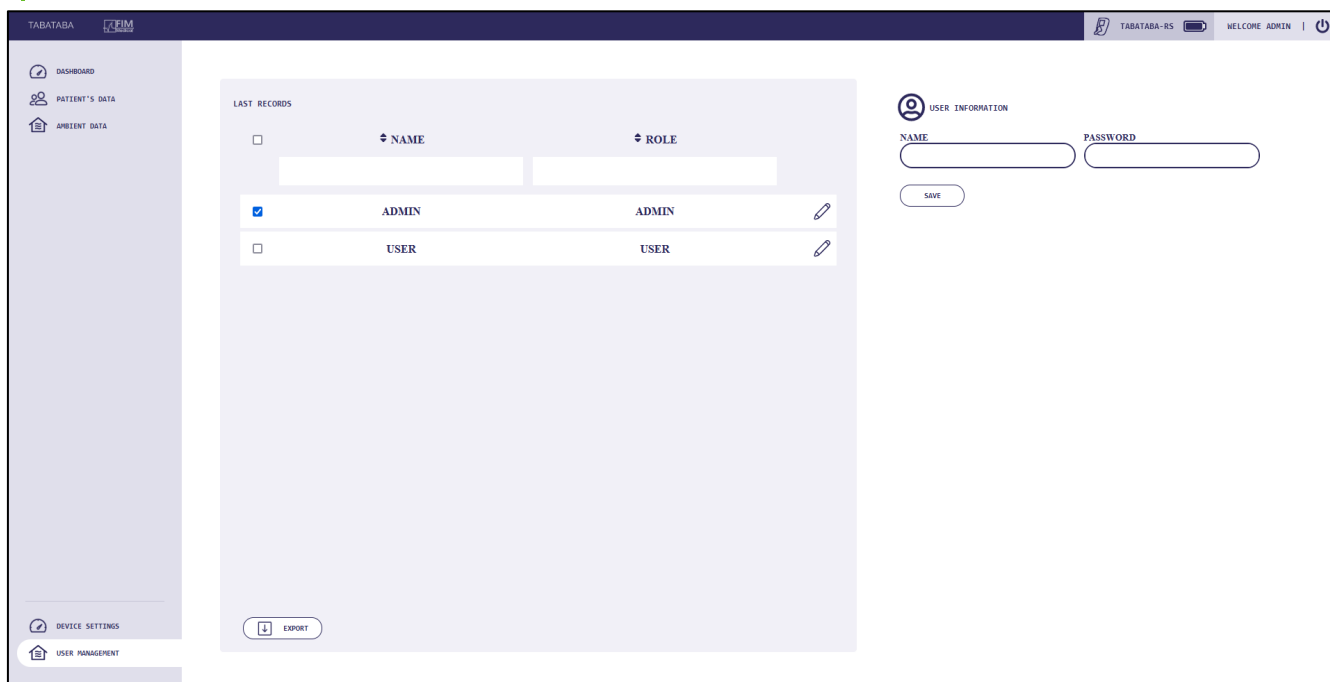 TABATABA FIM
TABATABA-RS WELCOME ADMIN |
DASHBOARD
PATIENT'S DATA
AMBIENT DATA
LAST RECORDS
NAME ROLE
ADMIN ADMIN
USER USER
EXPORT
USER INFORMATION
NAME PASSWORD
SAVE
DEVICE SETTINGS
USER MANAGEMENT